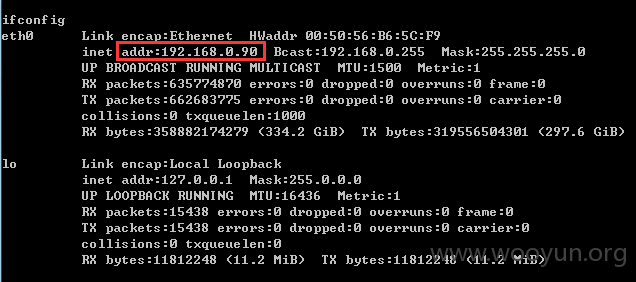 ifconfig
eth0 Link encap:Ethernet HWaddr 00:50:56:B6:5C:F9
inet addr:192.168.0.90 Bcast:192.168.0.255 Mask:255.255.255.0
UP BROADCAST RUNNING MULTICAST MTU:1500 Metric:1
RX packets:635774870 errors:0 dropped:0 overruns:0 frame:0
TX packets:662683775 errors:0 dropped:0 overruns:0 carrier:0
collisions:0 txqueuelen:1000
RX bytes:358882174279 (334.2 GiB) TX bytes:319556504301 (297.6 GiB)
lo Link encap:Local Loopback
inet addr:127.0.0.1 Mask:255.0.0.0
UP LOOPBACK RUNNING MTU:16436 Metric:1
RX packets:15438 errors:0 dropped:0 overruns:0 frame:0
TX packets:15438 errors:0 dropped:0 overruns:0 carrier:0
collisions:0 txqueuelen:0
RX bytes:11812248 (11.2 MiB) TX bytes:11812248 (11.2 MiB)
www.wooyun.org